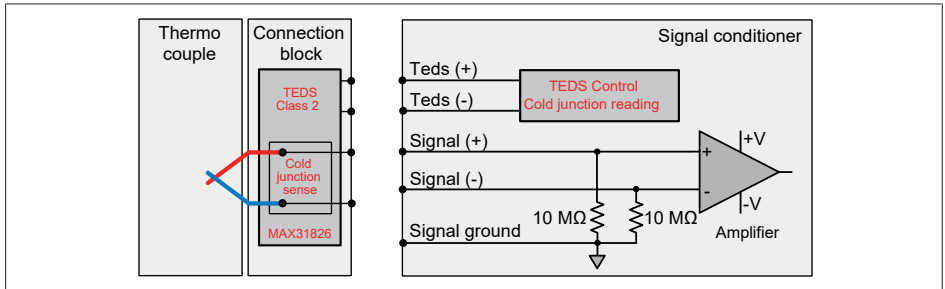 Thermo
couple
Connection
block
Signal conditioner
TEDS
Class 2
Cold
junction
sense
MAX31826
Teds (+)
Teds (-)
TEDS Control
Cold junction reading
Signal (+)
Signal (-)
+
-
+V
-V
10 MΩ
10 MΩ
Amplifier
Signal ground